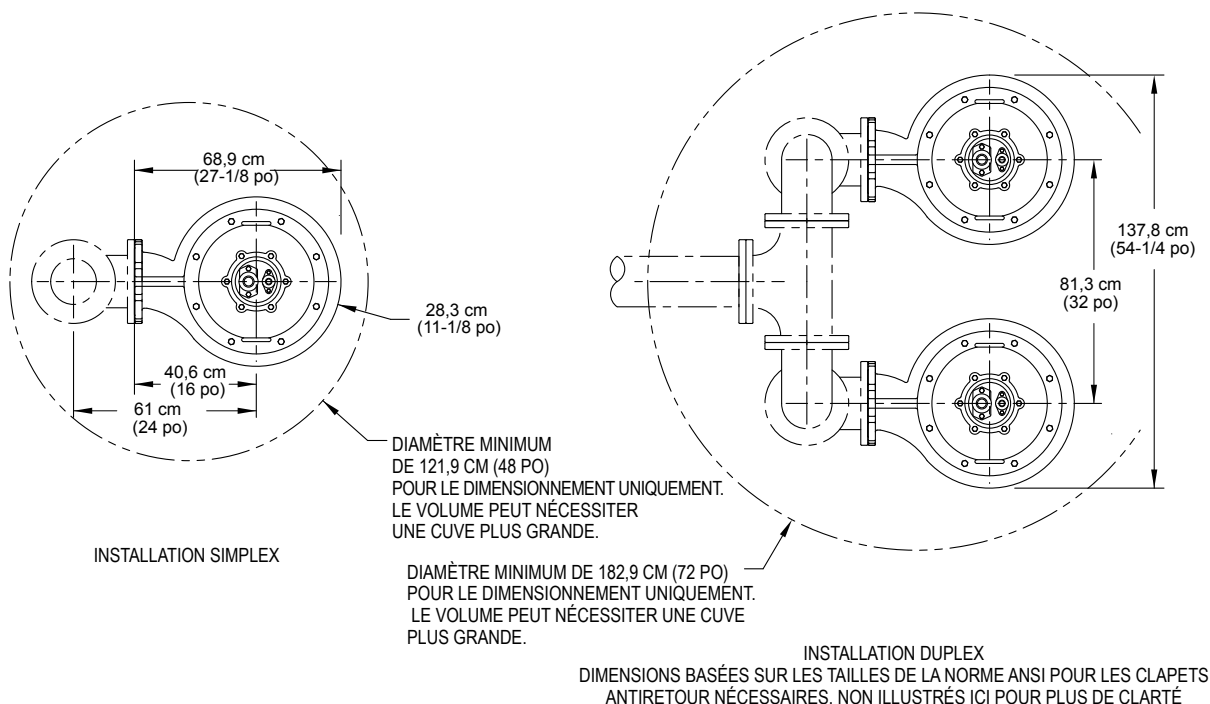 68,9 cm
(27-1/8 po)
28,3 cm
(11-1/8 po)
40,6 cm
(16 po)
61 cm
(24 po)
DIAMÈTRE MINIMUM
DE 121,9 CM (48 PO)
POUR LE DIMENSIONNEMENT UNIQUEMENT.
LE VOLUME PEUT NÉCESSITER
UNE CUVE PLUS GRANDE.
INSTALLATION SIMPLEX
137,8 cm
(54-1/4 po)
81,3 cm
(32 po)
DIAMÈTRE MINIMUM DE 182,9 CM (72 PO)
POUR LE DIMENSIONNEMENT UNIQUEMENT.
LE VOLUME PEUT NÉCESSITER UNE CUVE
PLUS GRANDE.
INSTALLATION DUPLEX
DIMENSIONS BASÉES SUR LES TAILLES DE LA NORME ANSI POUR LES CLAPETS
ANTIRETOUR NÉCESSAIRES. NON ILLUSTRÉS ICI POUR PLUS DE CLARTÉ